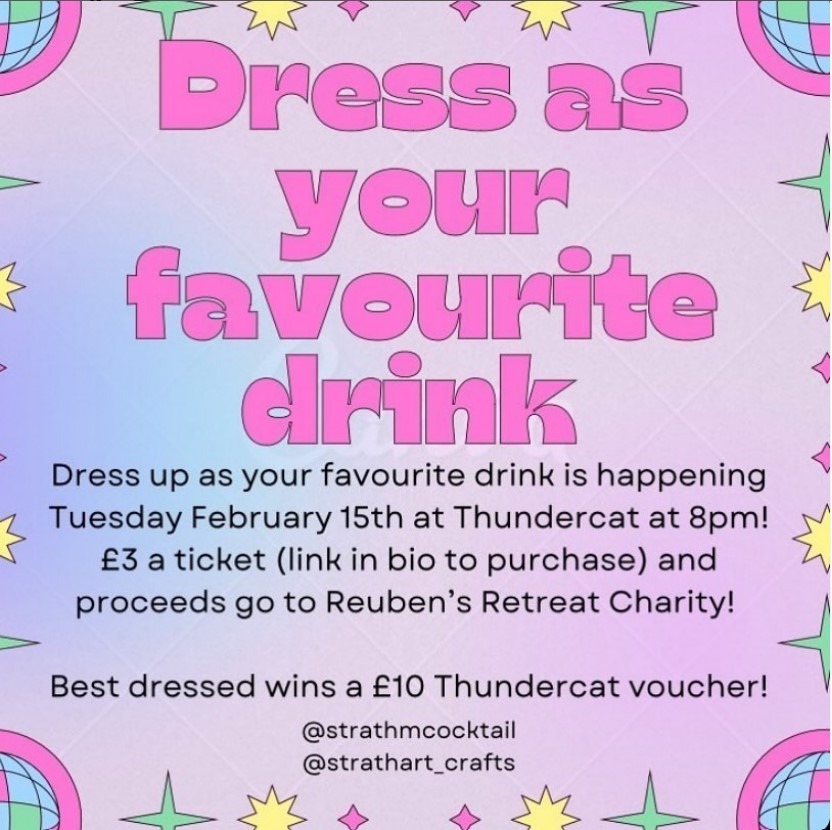 Dress as
your
favourite
drink
Dress up as your favourite drink is happening
Tuesday February 15th at Thundercat at 8pm!
£3 a ticket (link in bio to purchase) and
proceeds go to Reuben's Retreat Charity!
Best dressed wins a £10 Thundercat voucher!
@strathmcocktail
@strathart_crafts